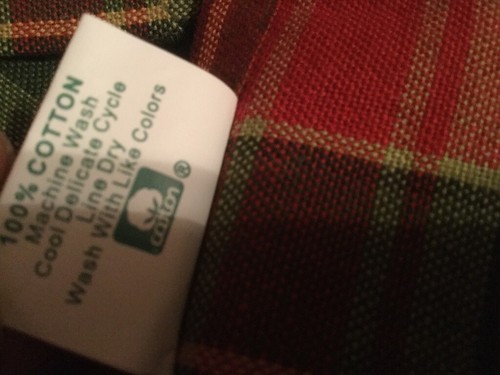 100% COTTON
Machine Wash
Cool Delicate Cycle
Line Dry
Wash With Like Colors
cotton ®